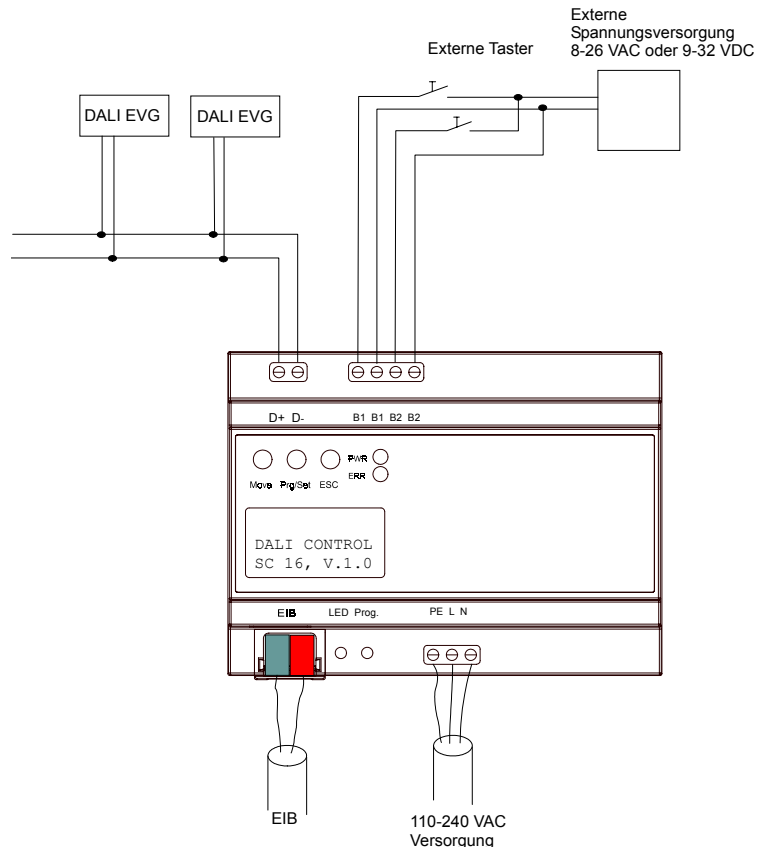 Externe
Spannungsversorgung
8-26 VAC oder 9-32 VDC
Externe Taster
DALI EVG
DALI EVG
D+ D-
B1 B1 B2 B2
PWR
ERR
Move Prg/Set ESC
DALI CONTROL
SC 16, V.1.0
EIB
LED Prog.
PE L N
EIB
110-240 VAC
Versorgung